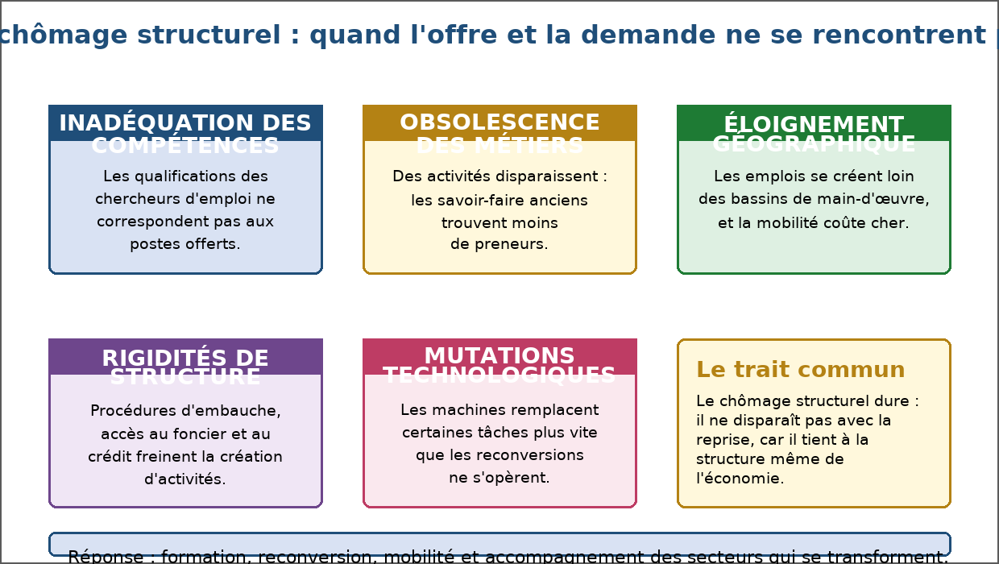 chômage structurel : quand l'offre et la demande ne se rencontrent
INADÉQUATION DES
COMPÉTENCES
Les qualifications des
chercheurs d'emploi ne
correspondent pas aux
postes offerts.
OBSOLESCENCE
DES MÉTIERS
Des activités disparaissent :
les savoir-faire anciens
trouvent moins
de preneurs.
ÉLOIGNEMENT
GÉOGRAPHIQUE
Les emplois se créent loin
des bassins de main-d'œuvre,
et la mobilité coûte cher.
RIGIDITÉS DE
STRUCTURE
Procédures d'embauche,
accès au foncier et au
crédit freinent la création
d'activités.
MUTATIONS
TECHNOLOGIQUES
Les machines remplacent
certaines tâches plus vite
que les reconversions
ne s'opèrent.
Le trait commun
Le chômage structurel dure :
il ne disparaît pas avec la
reprise, car il tient à la
structure même de
l'économie.
Réponse : formation, reconversion, mobilité et accompagnement des secteurs qui se transforment.